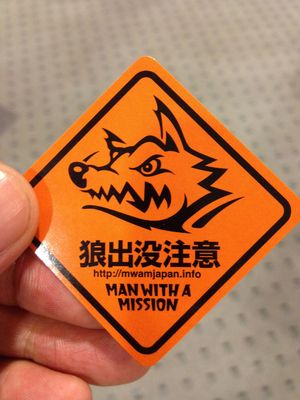 狼出没注意
http://mwamjapan.info
MAN WITH A
MISSION